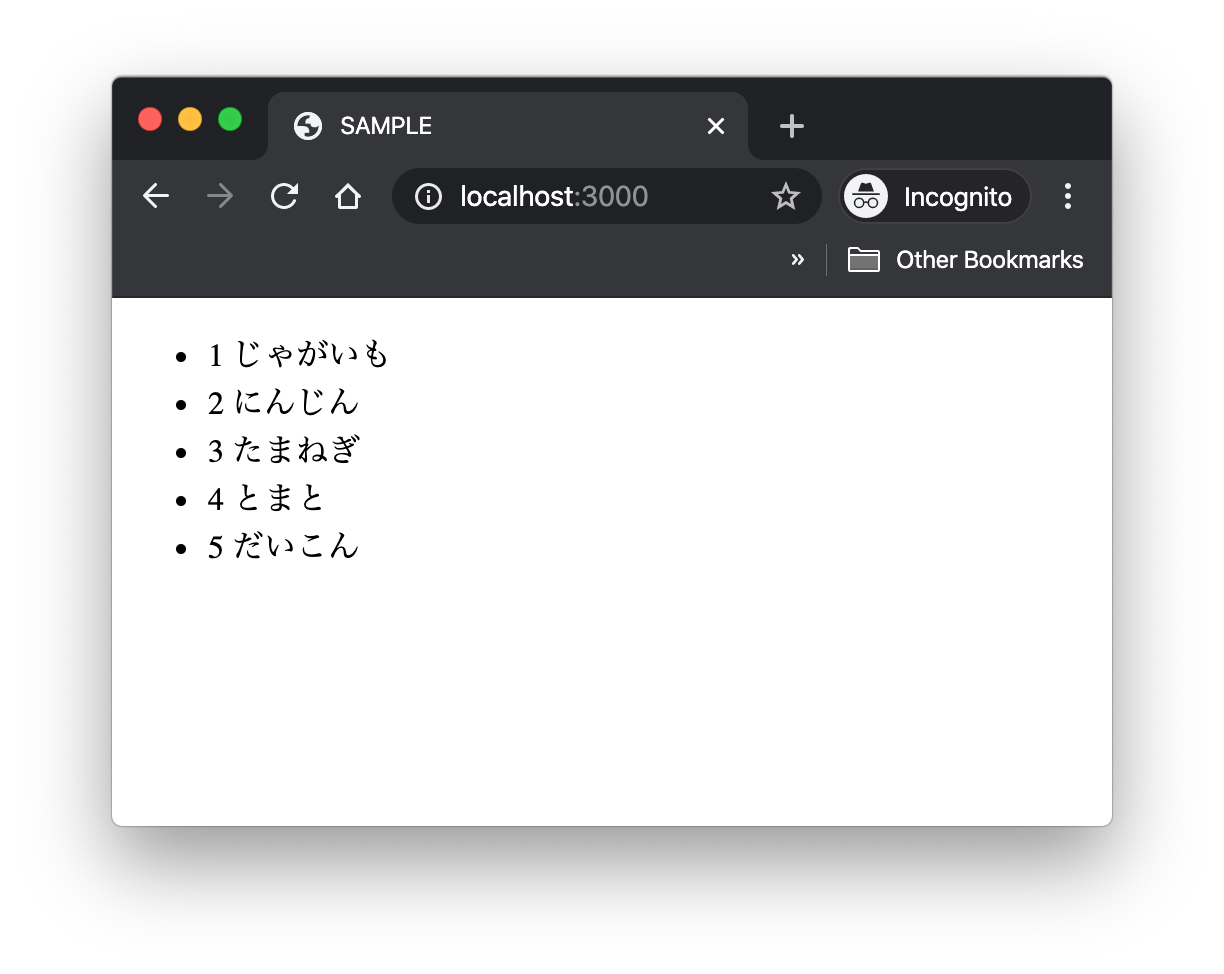 SAMPLE
localhost:3000
Incognito
» Other Bookmarks
• 1 じゃがいも
• 2 にんじん
• 3 たまねぎ
• 4 とまと
• 5 だいこん